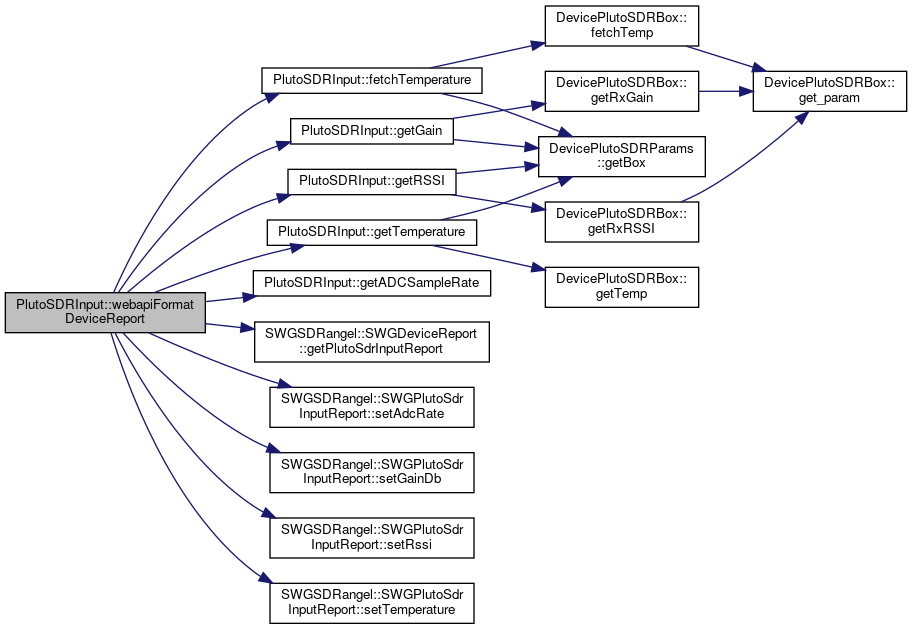 PlutoSDRInput::webapiFormat
DeviceReport
PlutoSDRInput::fetchTemperature
PlutoSDRInput::getGain
PlutoSDRInput::getRSSI
PlutoSDRInput::getTemperature
PlutoSDRInput::getADCSampleRate
SWGSDRangel::SWGDeviceReport
::getPlutoSdrInputReport
SWGSDRangel::SWGPlutoSdr
InputReport::setAdcRate
SWGSDRangel::SWGPlutoSdr
InputReport::setGainDb
SWGSDRangel::SWGPlutoSdr
InputReport::setRssi
SWGSDRangel::SWGPlutoSdr
InputReport::setTemperature
DevicePlutoSDRBox::
fetchTemp
DevicePlutoSDRBox::
getRxGain
DevicePlutoSDRParams
::getBox
DevicePlutoSDRBox::
getRxRSSI
DevicePlutoSDRBox::
getTemp
DevicePlutoSDRBox::
get_param